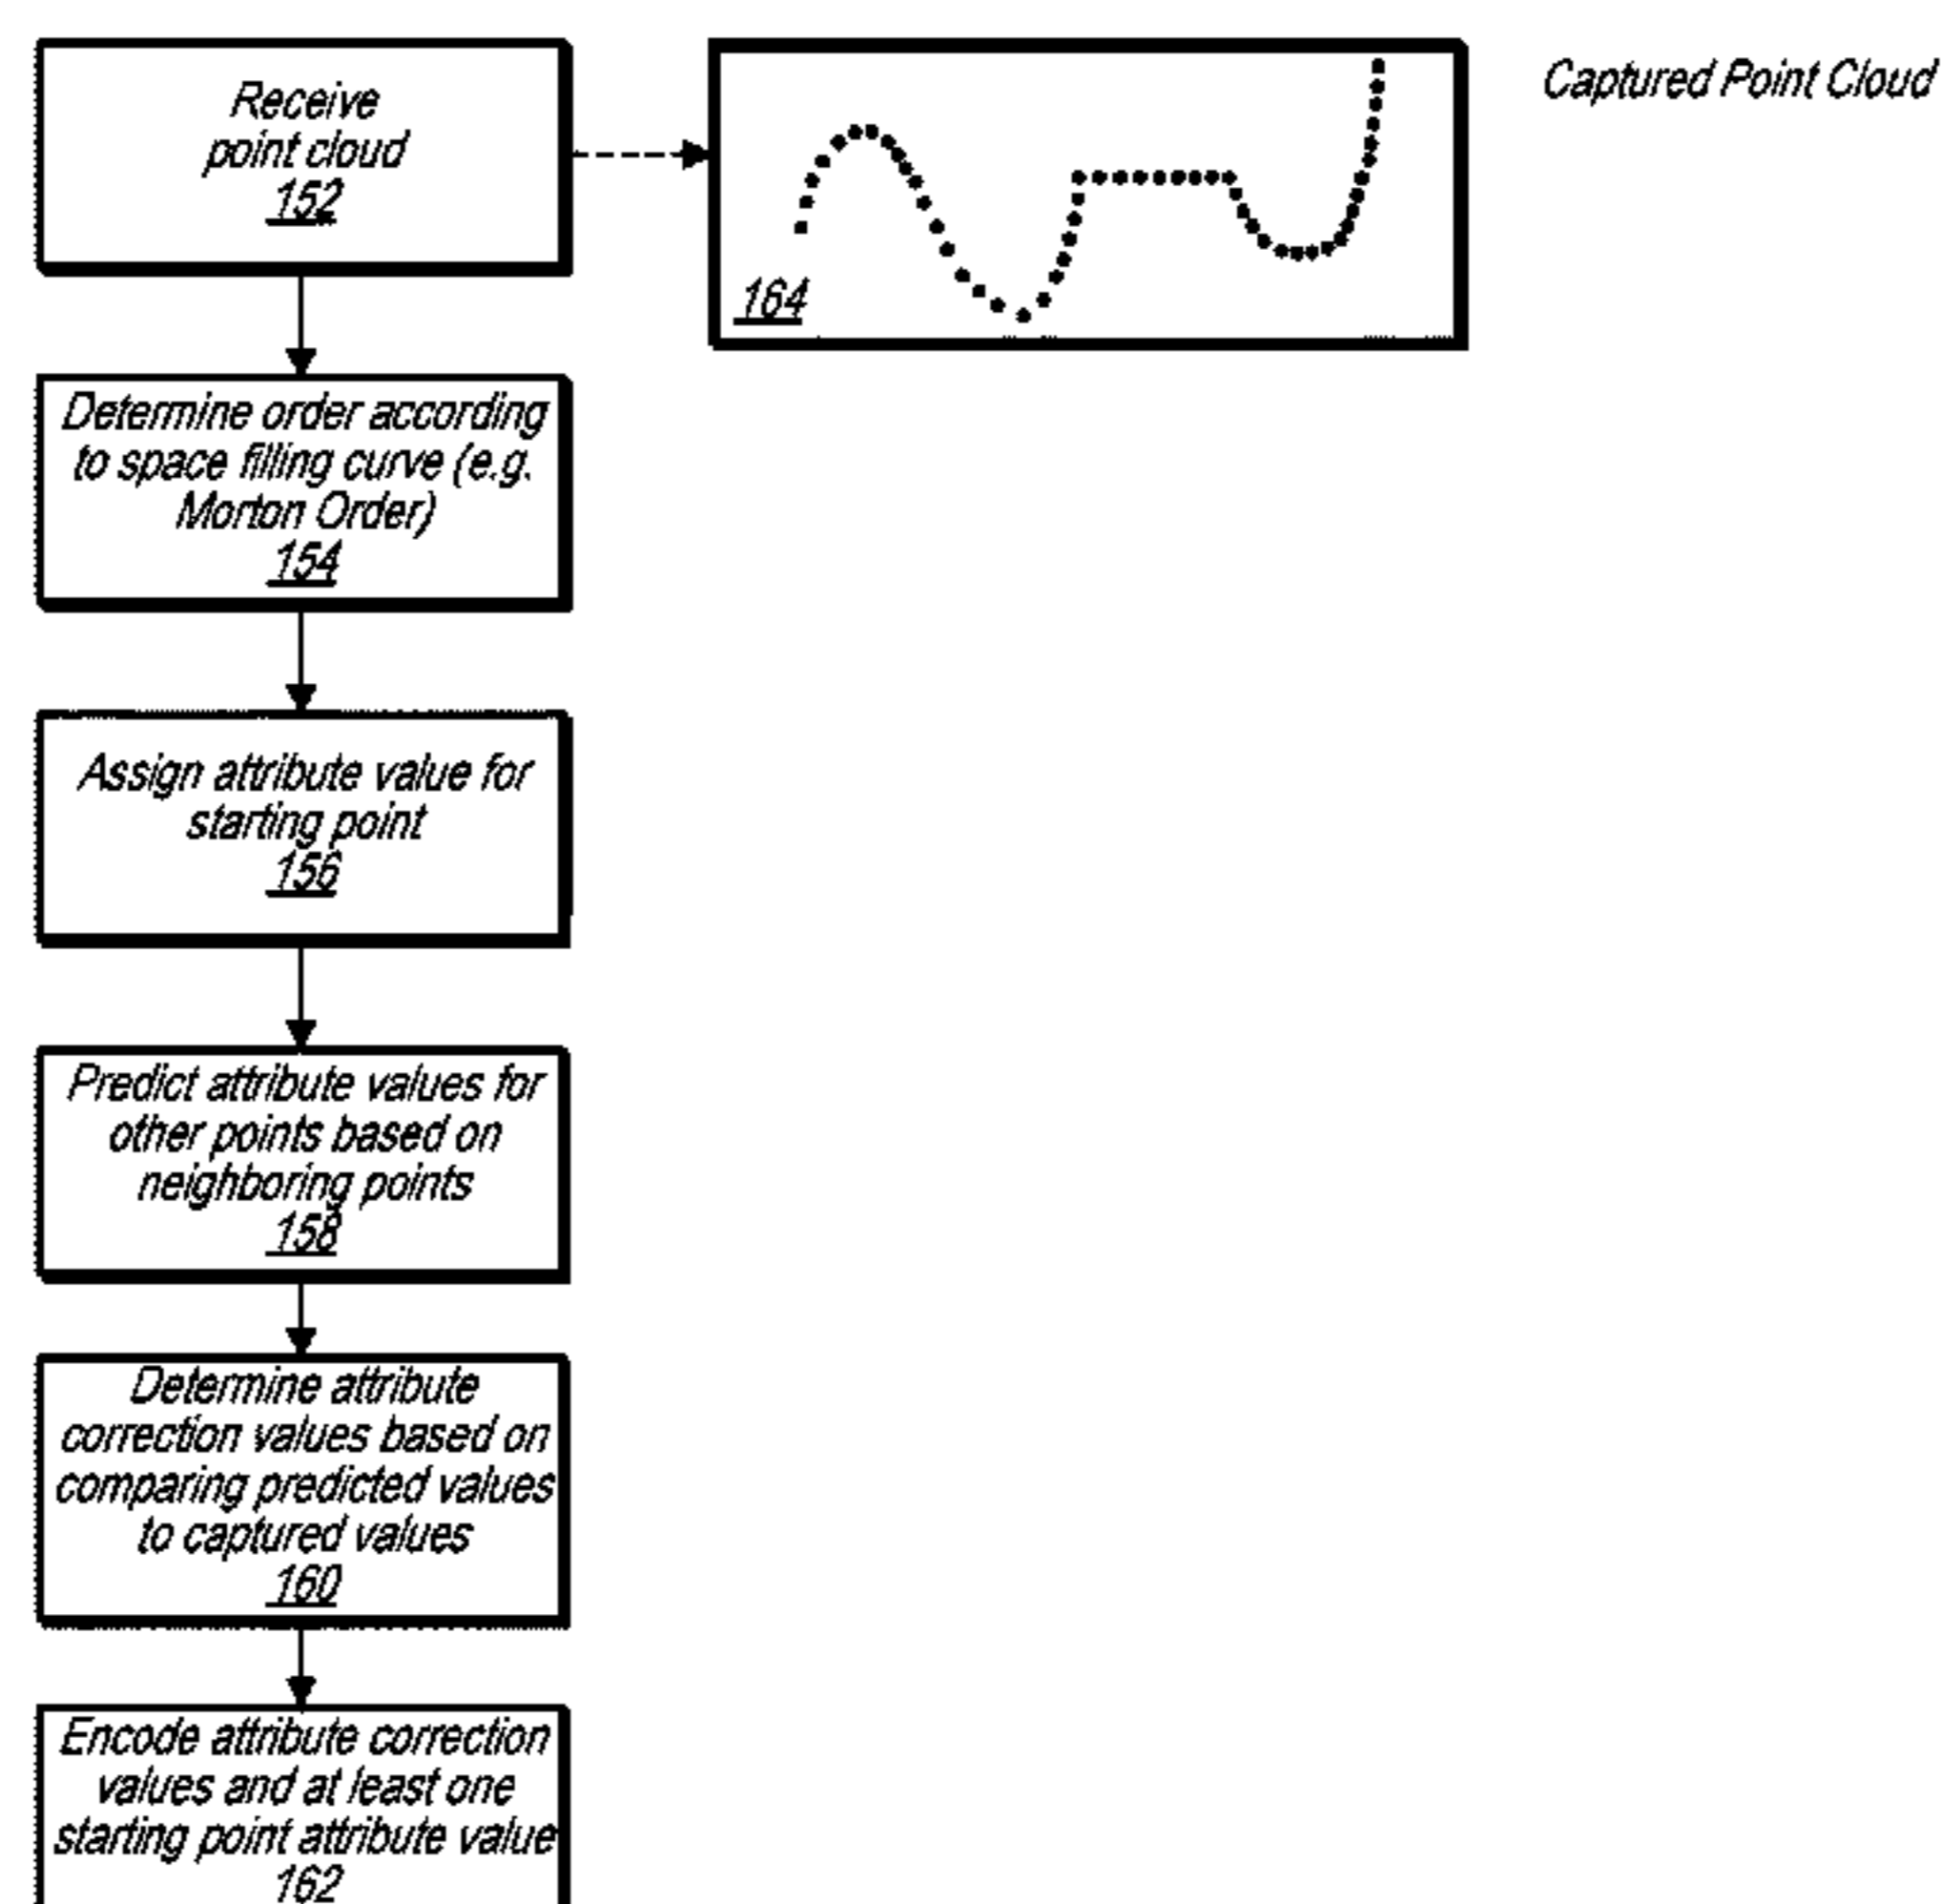 Receive
point cloud
152
164
Captured Point Cloud
Determine order according
to space filling curve (e.g.
Morton Order)
154
Assign attribute value for
starting point
156
Predict attribute values for
other points based on
neighboring points
158
Determine attribute
correction values based on
comparing predicted values
to captured values
160
Encode attribute correction
values and at least one
starting point attribute value
162